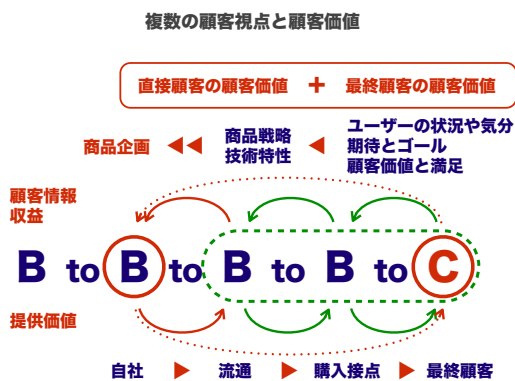 複数の顧客視点と顧客価値
直接顧客の顧客価値 + 最終顧客の顧客価値
商品企画
商品戦略
技術特性
ユーザーの状況や気分
期待とゴール
顧客価値と満足
顧客情報
収益
B to B to B to B to C
提供価値
自社
流通
購入接点
最終顧客